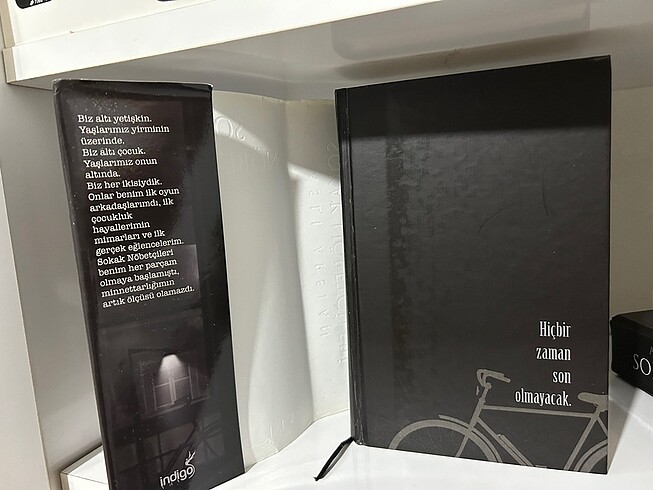 Biz altı yetişkin.
Yaşlarımız yirminin
üzerinde.
Biz altı çocuk.
Yaşlarımız onun
altında.
Biz her ikisiydik.
Onlar benim ilk oyun
arkadaşlarımdı, ilk
çocukluk
hayallerimin
mimarları ve ilk
gerçek eğlencelerim.
Sokak Nöbetçileri
benim her parçam
olmaya başlamıştı,
minnettarlığımın
artık ölçüsü olamazdı.
indigo
Hiçbir
zaman
son
olmayacak.
SO